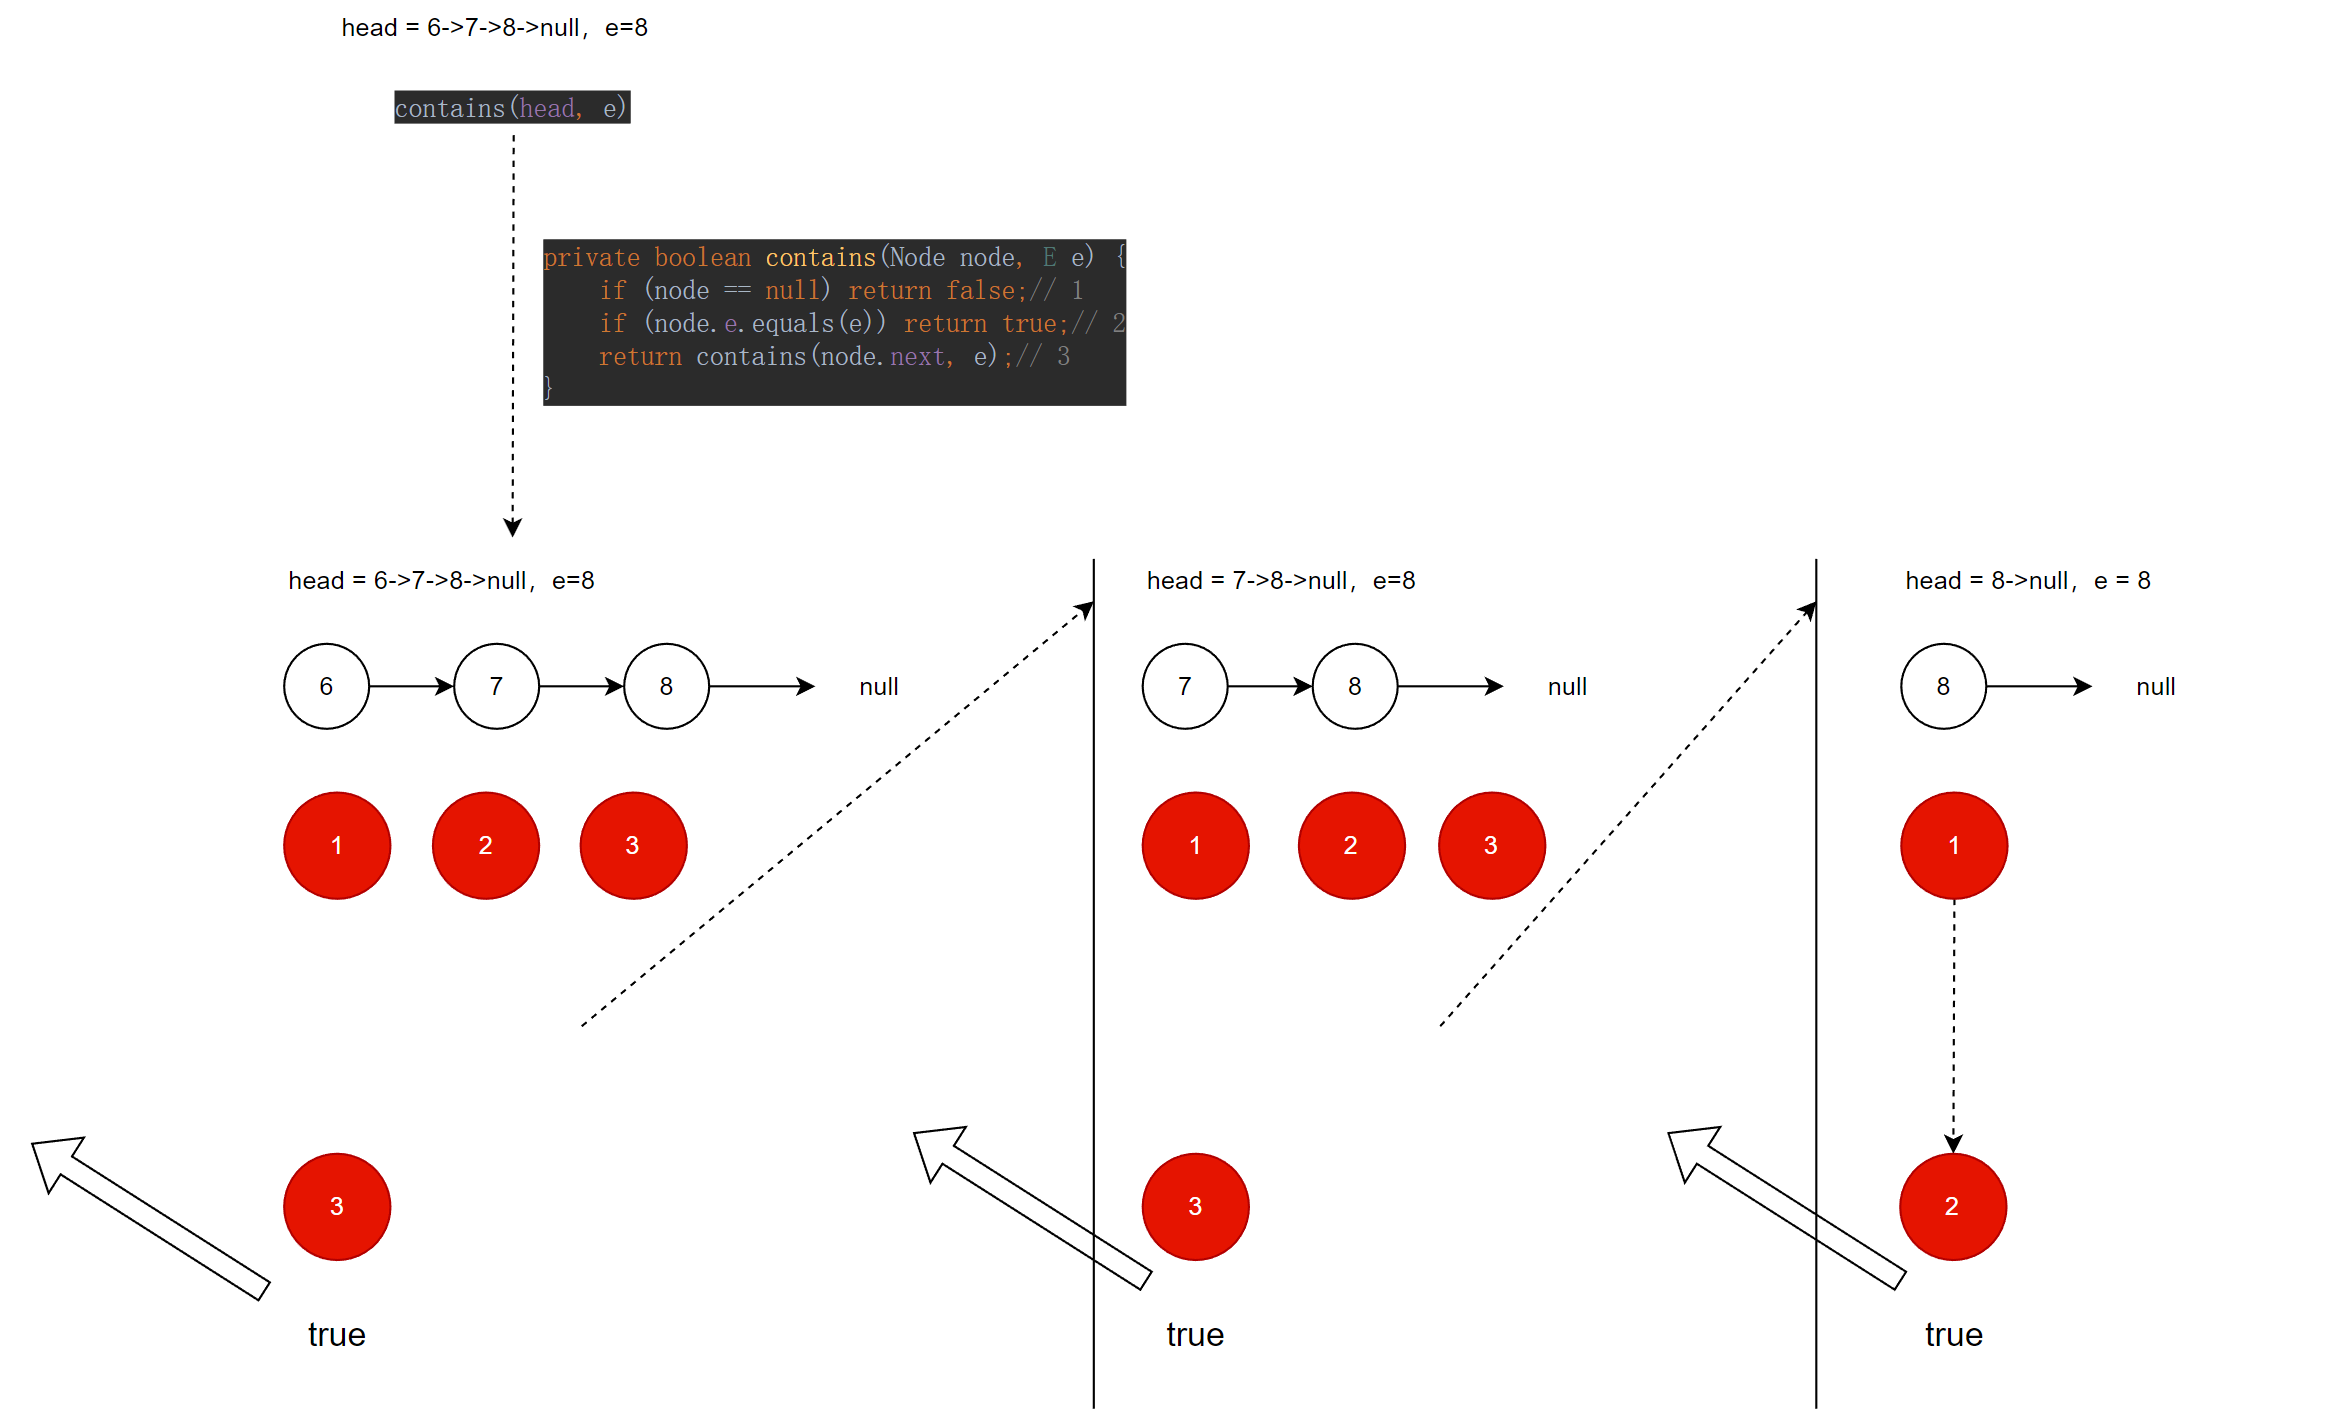 head = 6->7->8->null，e=8
contains(head, e)
private boolean contains(Node node, E e) {
    if (node == null) return false;// 1
    if (node.e.equals(e)) return true;// 2
    return contains(node.next, e);// 3
}
head = 6->7->8->null，e=8
6
7
8
null
1
2
3
3
true
head = 7->8->null，e=8
7
8
null
1
2
3
3
true
head = 8->null，e = 8
8
null
1
2
true